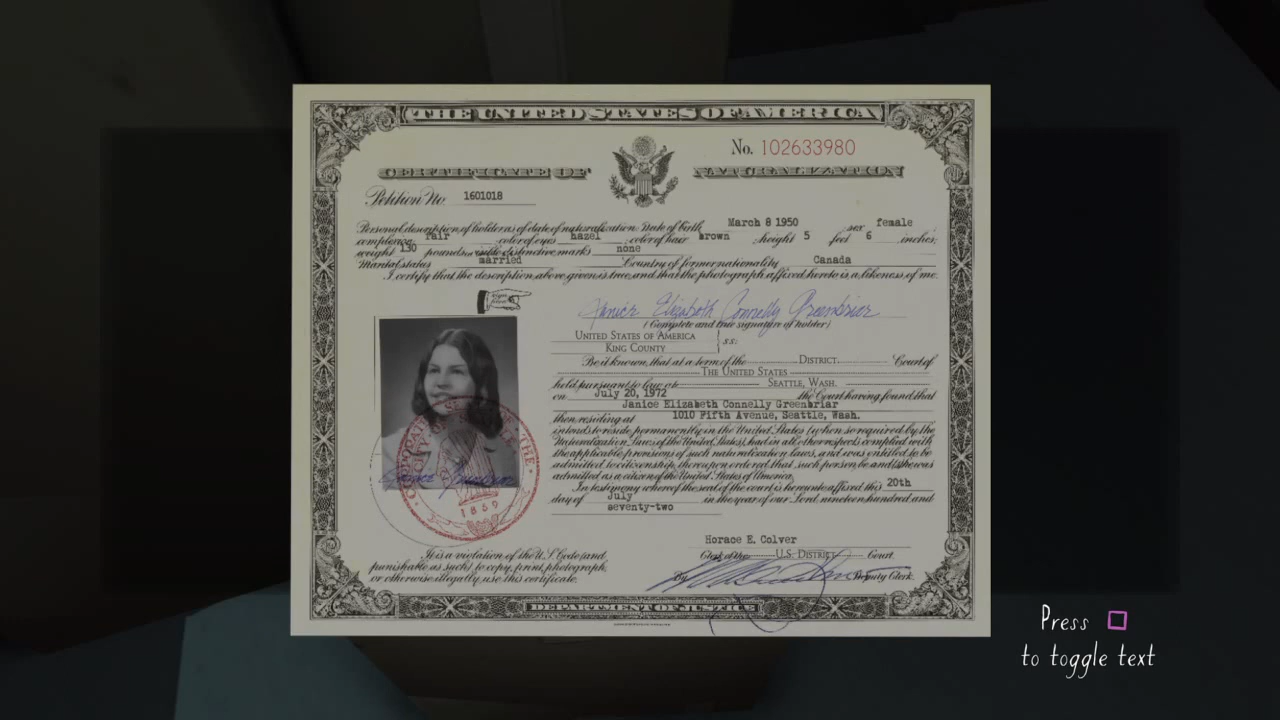 THE UNITED STATES OF AMERICA
No. 102633980
CERTIFICATE OF NATURALIZATION
Petition No. 1601018
Personal description of holder as of date of naturalization: Date of birth March 8 1950 sex female
complexion fair color of eyes hazel color of hair brown height 5 feet 6 inches;
weight 130 pounds, visible distinctive marks none
Marital status married Country of former nationality Canada
I certify that the description above given is true, and that the photograph affixed hereto is a likeness of me.
Janice Elizabeth Connelly Greenbriar
(Complete and true signature of holder)
UNITED STATES OF AMERICA
KING COUNTY
ss:
Be it known, that at a term of the DISTRICT Court of
THE UNITED STATES
held pursuant to law at SEATTLE, WASH.
on July 20, 1972 the Court having found that
Janice Elizabeth Connelly Greenbriar
then residing at 1010 Fifth Avenue, Seattle, Wash.
intends to reside permanently in the United States (when so required by the
Naturalization Laws of the United States), had in all other respects complied with
the applicable provisions of such naturalization laws, and was entitled to be
admitted to citizenship, thereupon ordered that such person be and (s)he was
admitted as a citizen of the United States of America.
In testimony whereof the seal of the court is hereunto affixed this 20th
day of July in the year of our Lord nineteen hundred and
seventy-two
1869
It is a violation of the U.S. Code (and
punishable as such) to copy, print, photograph,
or otherwise illegally use this certificate.
Horace E. Colver
Clerk of the U.S. DISTRICT Court.
By Deputy Clerk.
DEPARTMENT OF JUSTICE
Press
to toggle text